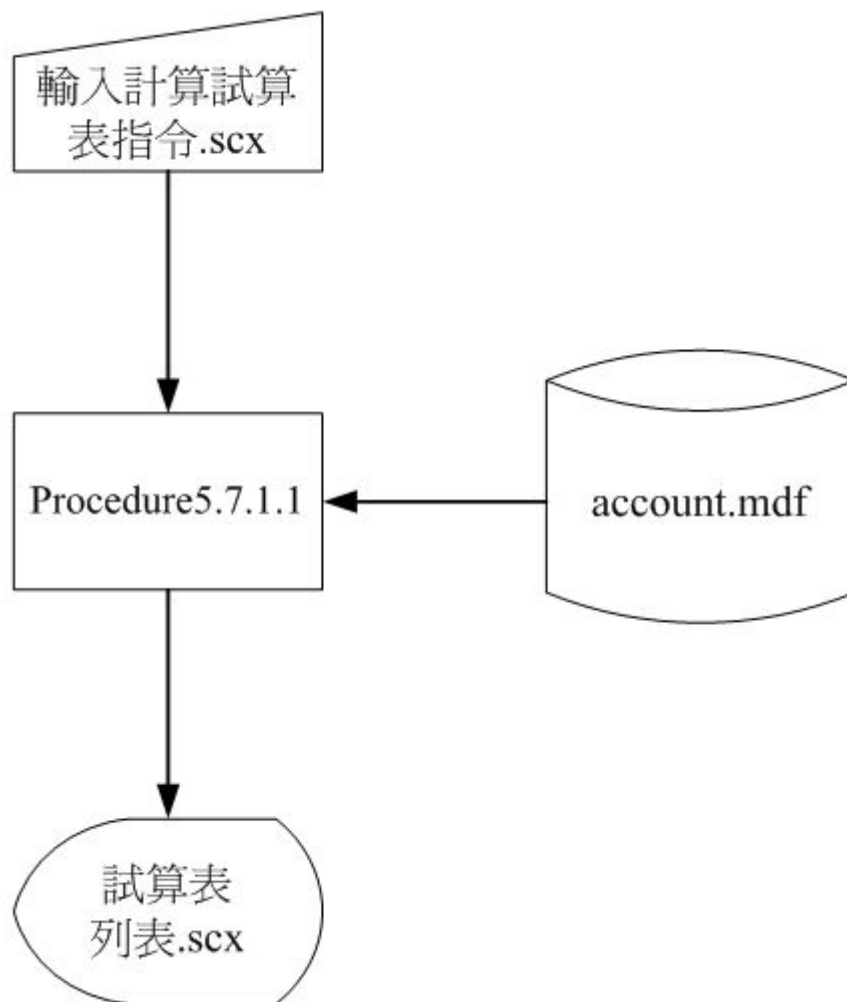 輸入計算試算
表指令.scx
Procedure5.7.1.1
account.mdf
試算表
列表.scx